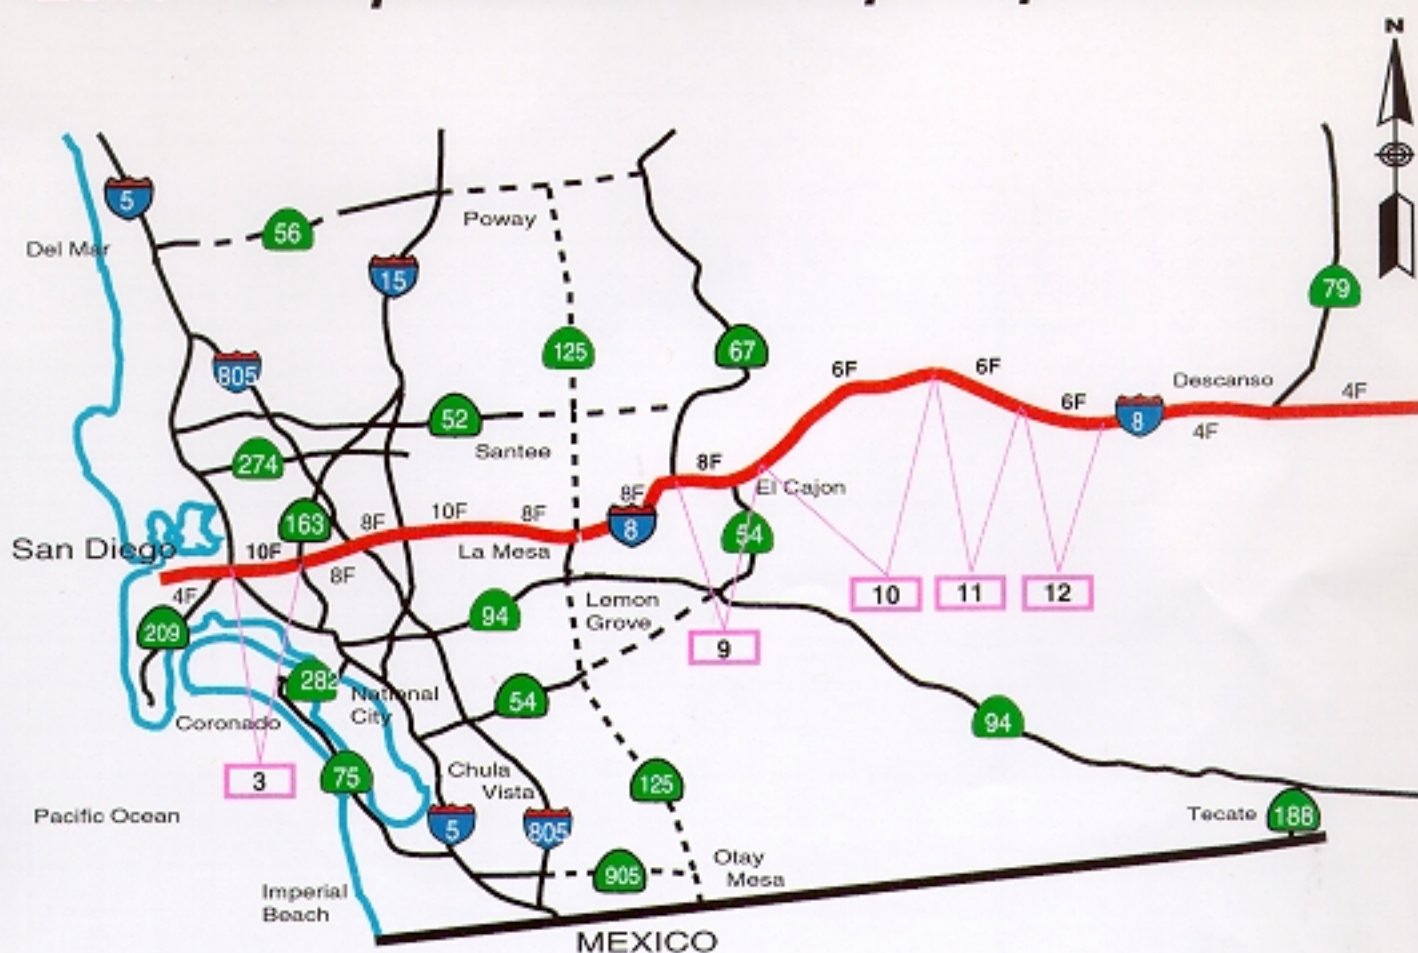 N
5
56
Poway
Del Mar
15
79
125
67
805
6F
6F
Descanso
6F
4F
52
8
4F
Santee
274
8F
8F
El Cajon
163
8F
10F
8F
8
54
San Diego
10F
La Mesa
8F
4F
10
11
12
94
Lemon
Grove
209
9
282
National
City
54
Coronado
94
3
75
Chula
Vista
125
Pacific Ocean
5
805
Tecate
188
Otay
Mesa
905
Imperial
Beach
MEXICO